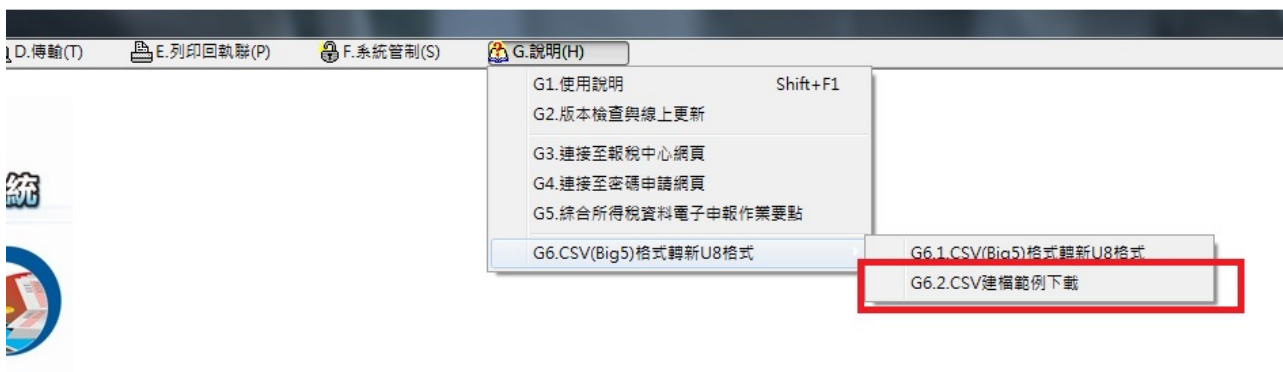 D.傳輸(T) E.列印回執聯(P) F.系統管制(S) G.說明(H)
G1.使用說明 Shift+F1
G2.版本檢查與線上更新
G3.連接至報稅中心網頁
統
G4.連接至密碼申請網頁
G5.綜合所得稅資料電子申報作業要點
G6.CSV(Big5)格式轉新U8格式
G6.1.CSV(Big5)格式轉新U8格式
G6.2.CSV建檔範例下載